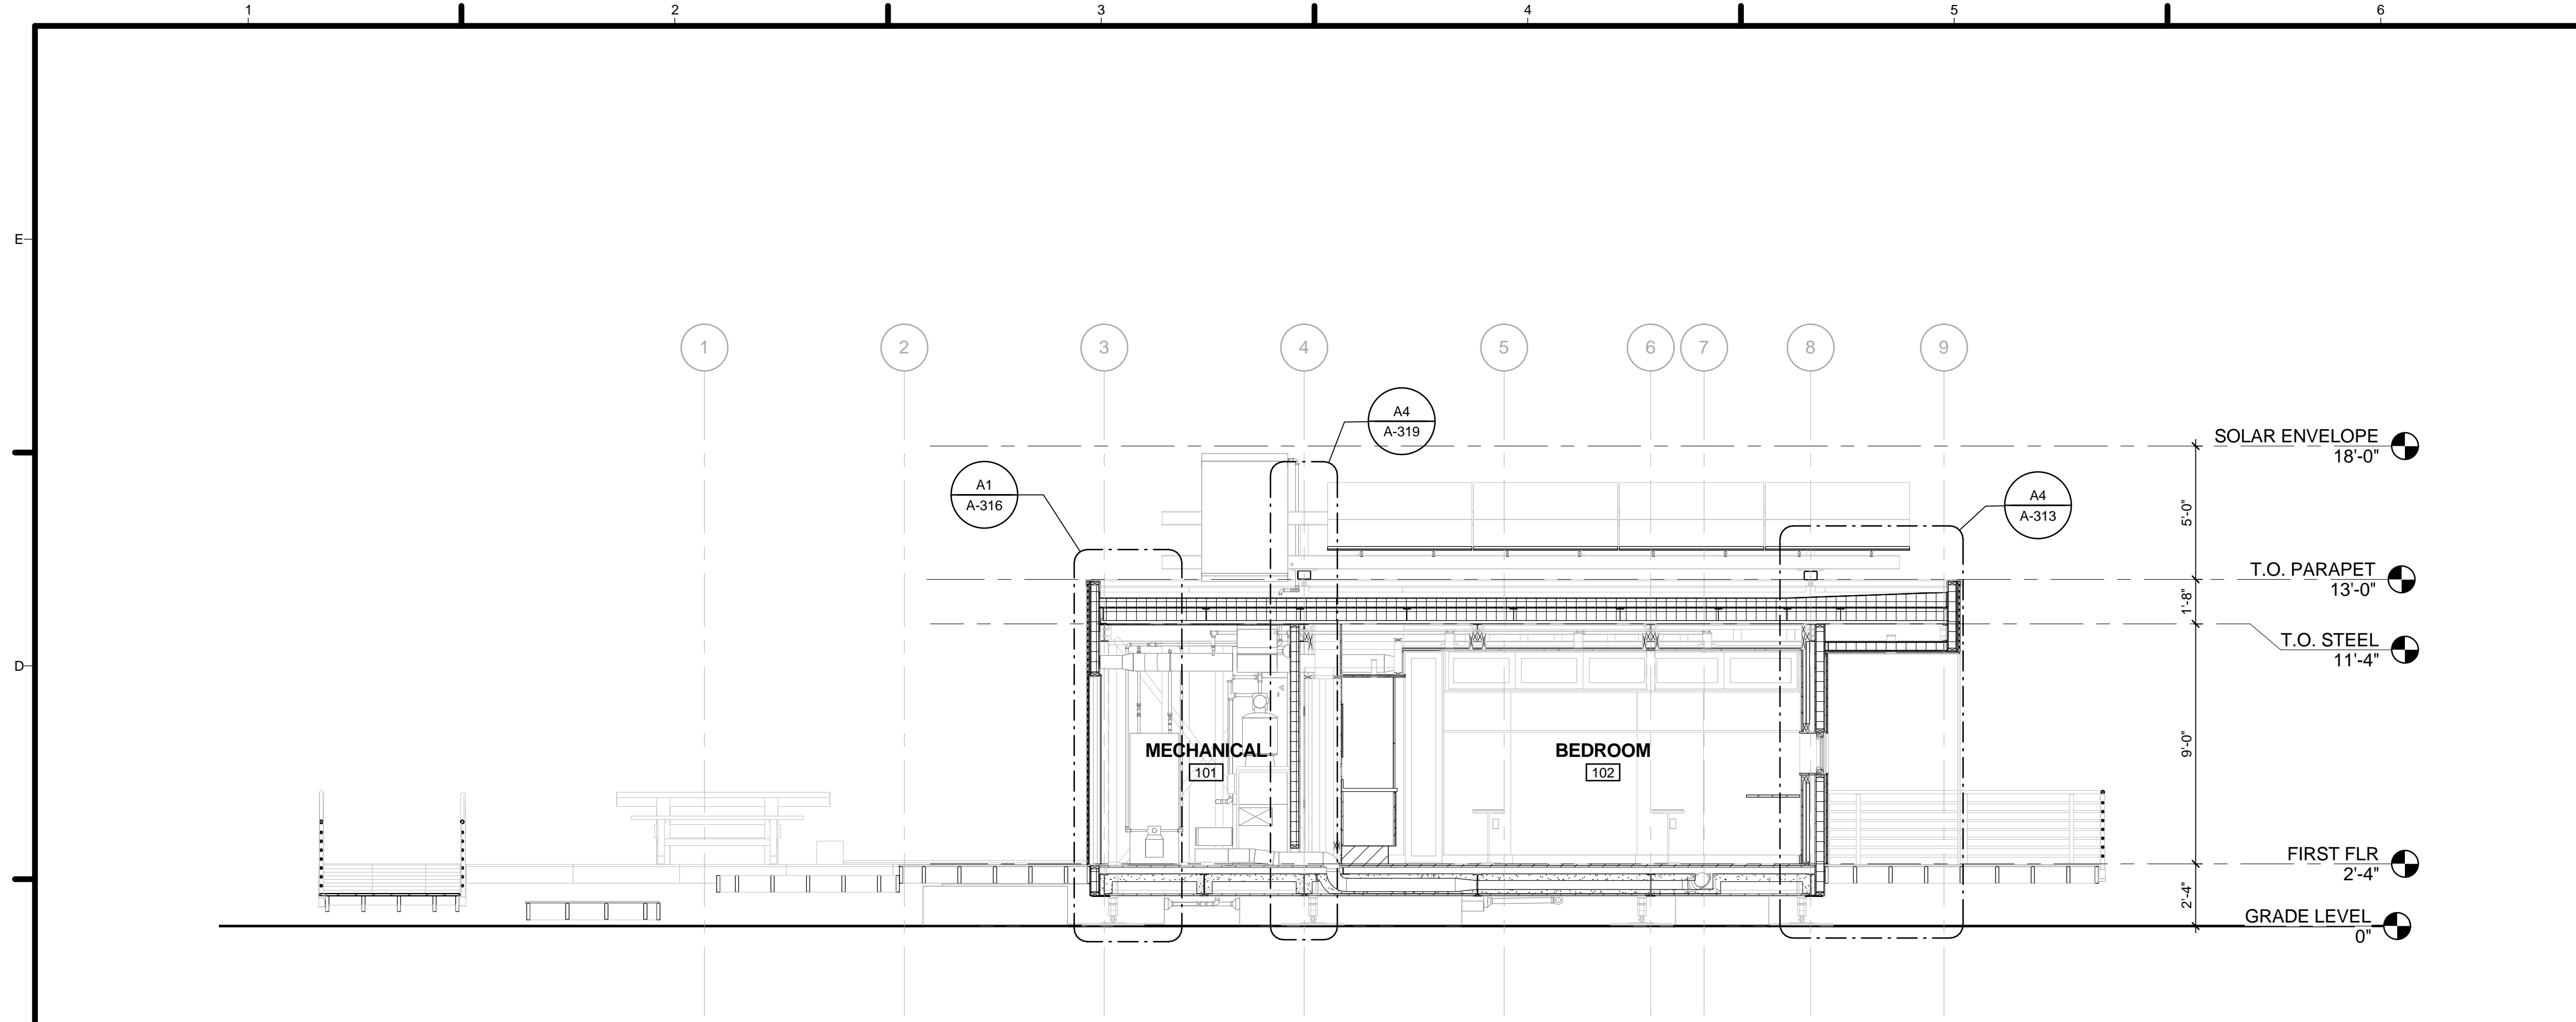 1 2 3 4 5 6
E
D
1 2 3 4 5 6 7 8 9
A4
A-319
A1
A-316
A4
A-313
SOLAR ENVELOPE
18'-0"
5'-0"
T.O. PARAPET
13'-0"
1'-8"
T.O. STEEL
11'-4"
9'-0"
MECHANICAL
101
BEDROOM
102
FIRST FLR
2'-4"
2'-4"
GRADE LEVEL
0"